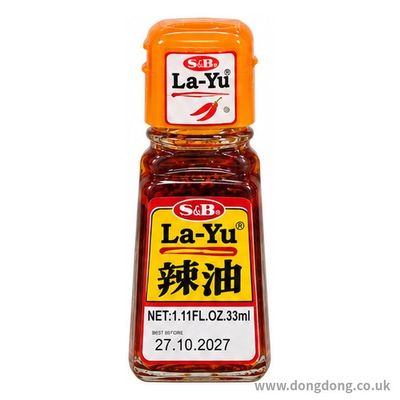 S&B®
La-Yu®
S&B®
La-Yu®
辣油
NET:1.11FL.OZ.33ml
BEST BEFORE
27.10.2027
www.dongdong.co.uk